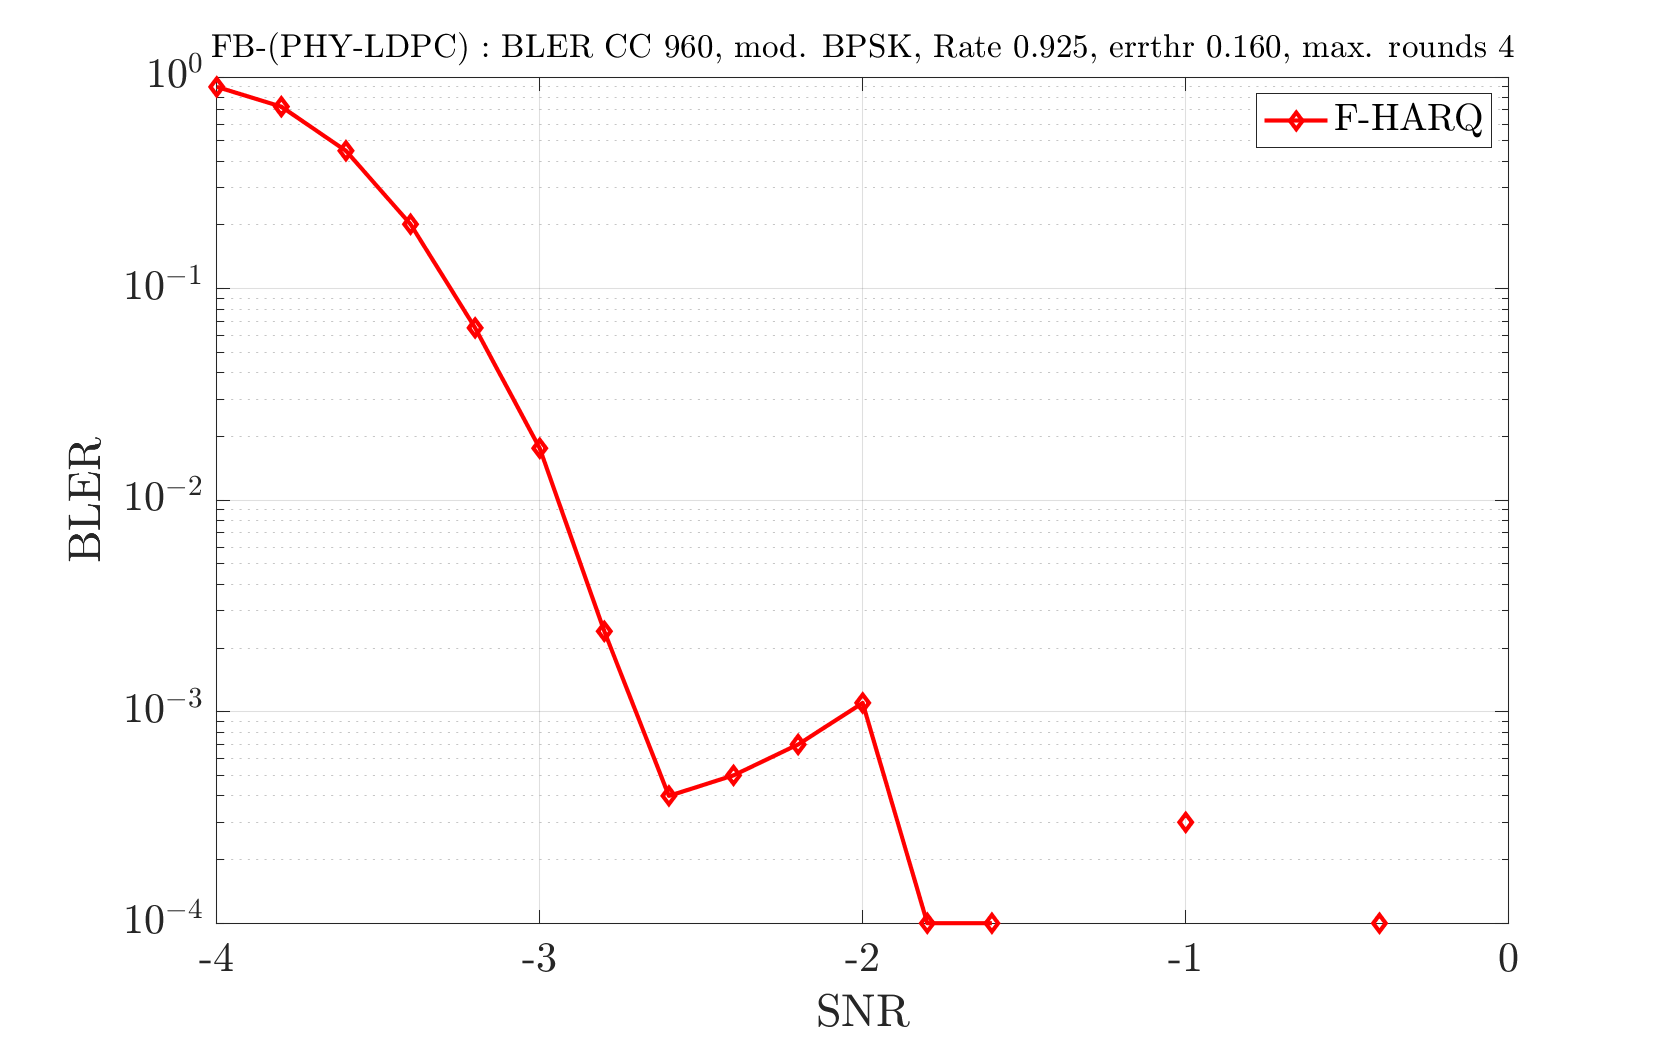 FB-(PHY-LDPC) : BLER CC 960, mod. BPSK, Rate 0.925, errthr 0.160, max. rounds 4
F-HARQ
10^0
10^{-1}
10^{-2}
10^{-3}
10^{-4}
BLER
-4 -3 -2 -1 0
SNR